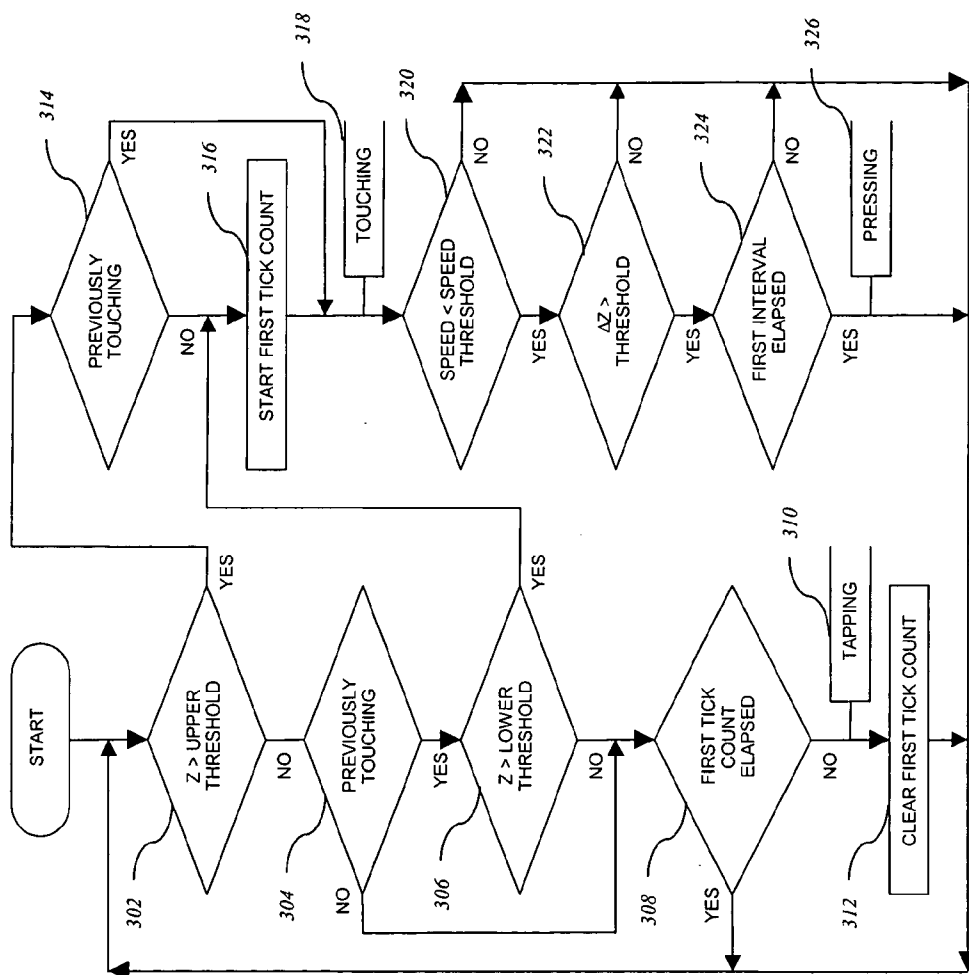 START
302
Z > UPPER
THRESHOLD
YES
NO
304
PREVIOUSLY
TOUCHING
NO
YES
306
Z > LOWER
THRESHOLD
YES
NO
308
FIRST TICK
COUNT
ELAPSED
YES
NO
310
TAPPING
312
CLEAR FIRST TICK COUNT
314
PREVIOUSLY
TOUCHING
YES
NO
316
START FIRST TICK COUNT
318
TOUCHING
320
SPEED < SPEED
THRESHOLD
NO
YES
322
ΔZ >
THRESHOLD
NO
YES
324
FIRST INTERVAL
ELAPSED
NO
YES
326
PRESSING